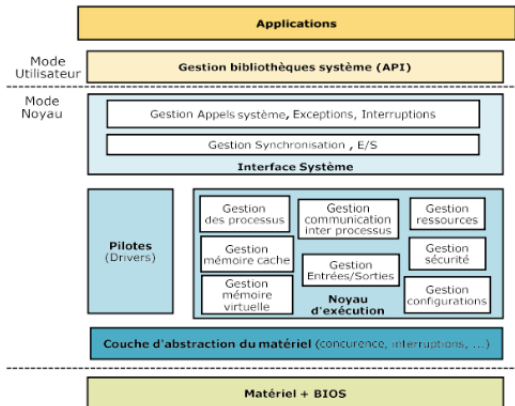 Applications
Mode
Utilisateur
Gestion bibliothèques système (API)
Mode
Noyau
Gestion Appels système, Exceptions, Interruptions
Gestion Synchronisation , E/S
Interface Système
Pilotes
(Drivers)
Gestion
des processus
Gestion
communication
inter processus
Gestion
ressources
Gestion
mémoire cache
Gestion
Entrées/Sorties
Gestion
sécurité
Gestion
mémoire
virtuelle
Noyau
d'exécution
Gestion
configurations
Couche d'abstraction du matériel (concurence, interruptions, ...)
Matériel + BIOS